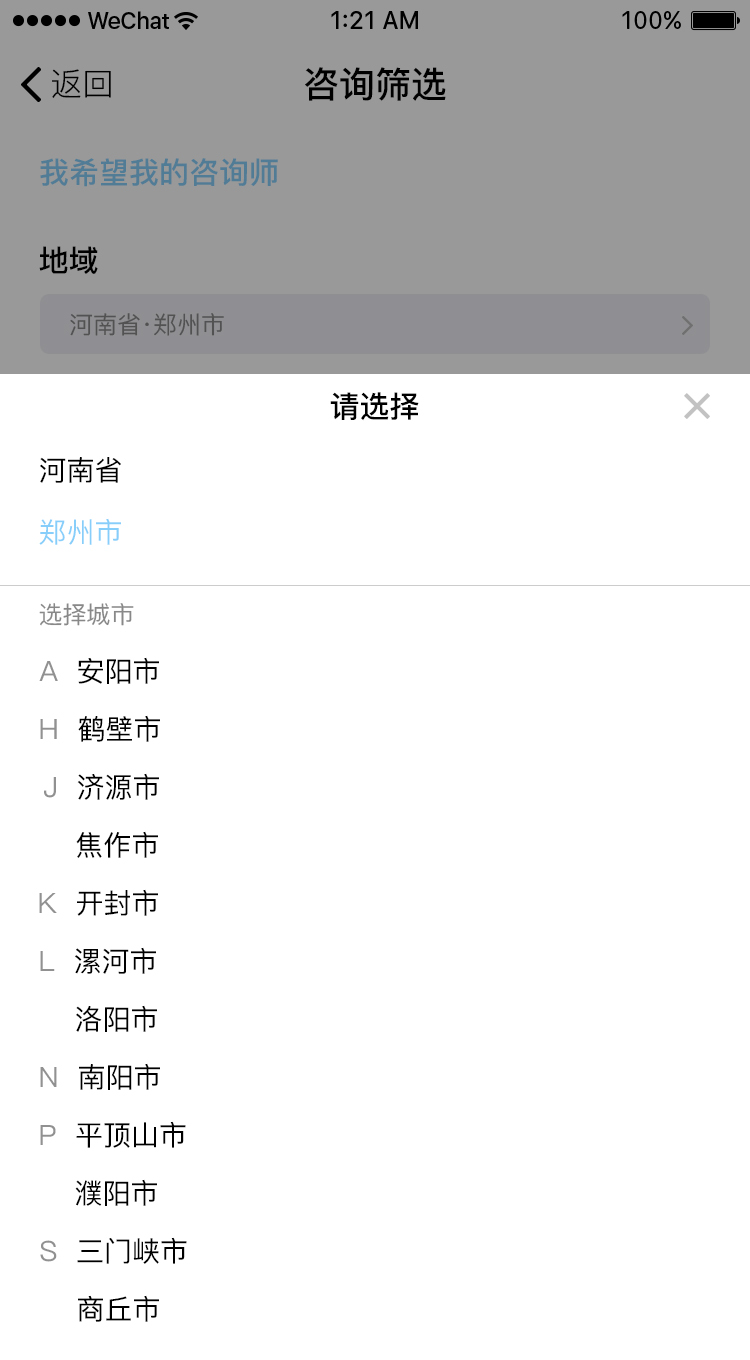 WeChat 1:21 AM 100%
返回 咨询筛选
我希望我的咨询师
地域
河南省·郑州市
请选择
河南省
郑州市
选择城市
A 安阳市
H 鹤壁市
J 济源市
焦作市
K 开封市
L 漯河市
洛阳市
N 南阳市
P 平顶山市
濮阳市
S 三门峡市
商丘市